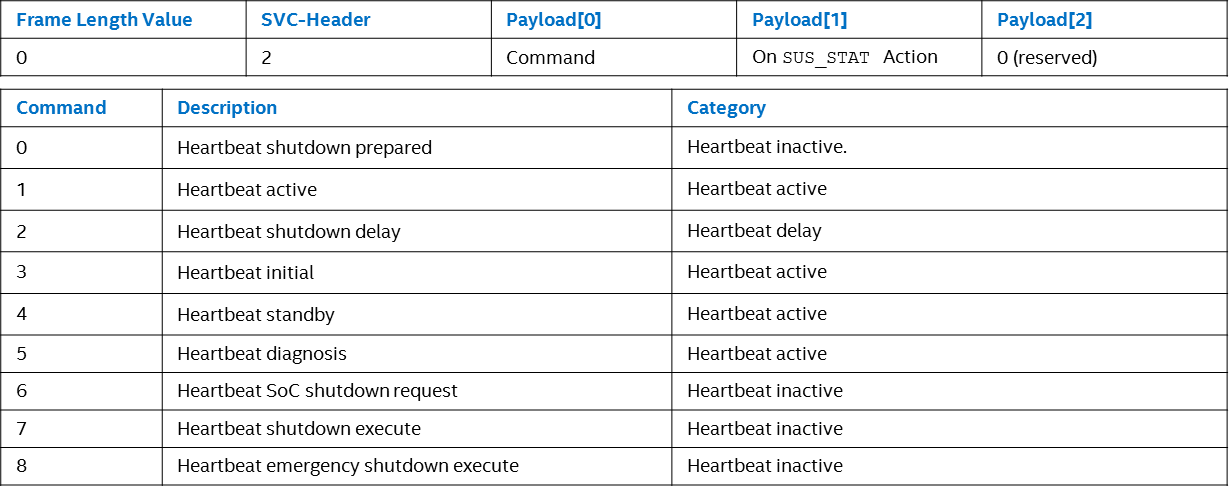 Frame Length Value SVC-Header Payload[0] Payload[1] Payload[2]
0 2 Command On SUS_STAT Action 0 (reserved)
Command Description Category
0 Heartbeat shutdown prepared Heartbeat inactive.
1 Heartbeat active Heartbeat active
2 Heartbeat shutdown delay Heartbeat delay
3 Heartbeat initial Heartbeat active
4 Heartbeat standby Heartbeat active
5 Heartbeat diagnosis Heartbeat active
6 Heartbeat SoC shutdown request Heartbeat inactive
7 Heartbeat shutdown execute Heartbeat inactive
8 Heartbeat emergency shutdown execute Heartbeat inactive